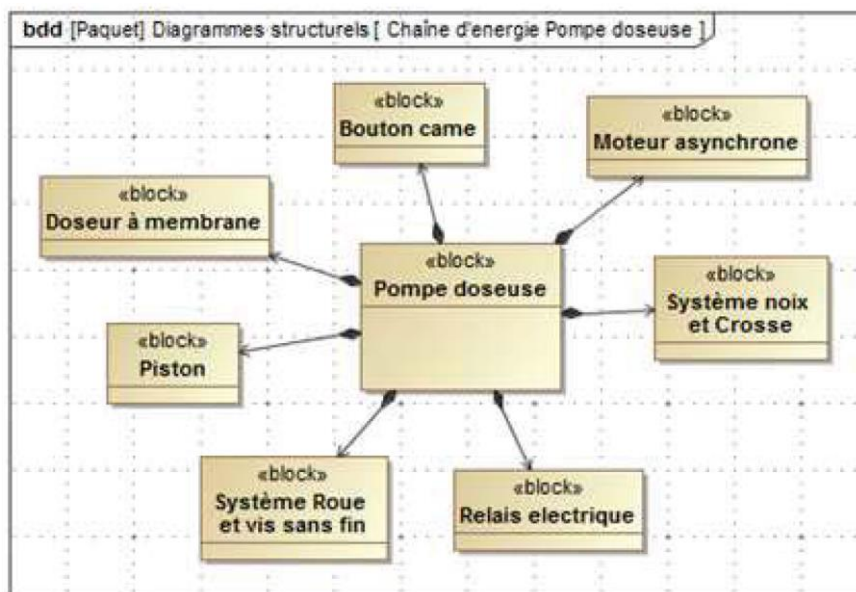 bdd [Paquet] Diagrammes structurels [ Chaîne d'energie Pompe doseuse ]
«block»
Bouton came
«block»
Moteur asynchrone
«block»
Doseur à membrane
«block»
Pompe doseuse
«block»
Système noix
et Crosse
«block»
Piston
«block»
Système Roue
et vis sans fin
«block»
Relais electrique